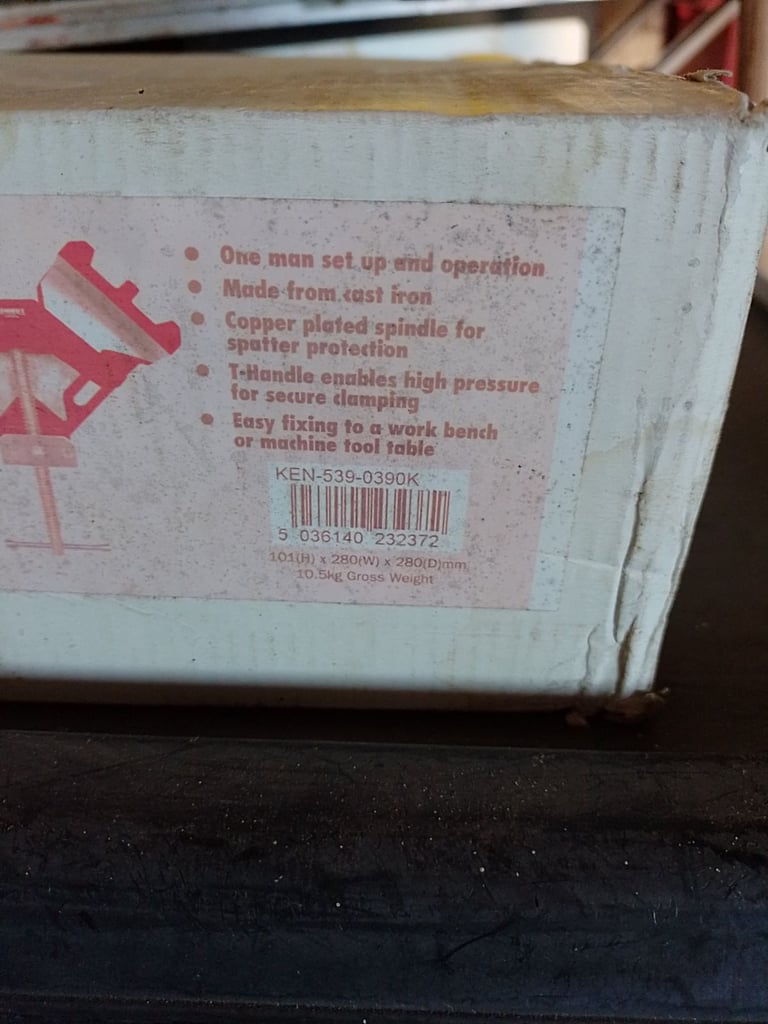 • One man set up and operation
• Made from cast iron
• Copper plated spindle for
spatter protection
• T-Handle enables high pressure
for secure clamping
• Easy fixing to a work bench
or machine tool table
KEN-539-0390K
5 036140 232372
101(H) x 280(W) x 280(D)mm
10.5kg Gross Weight